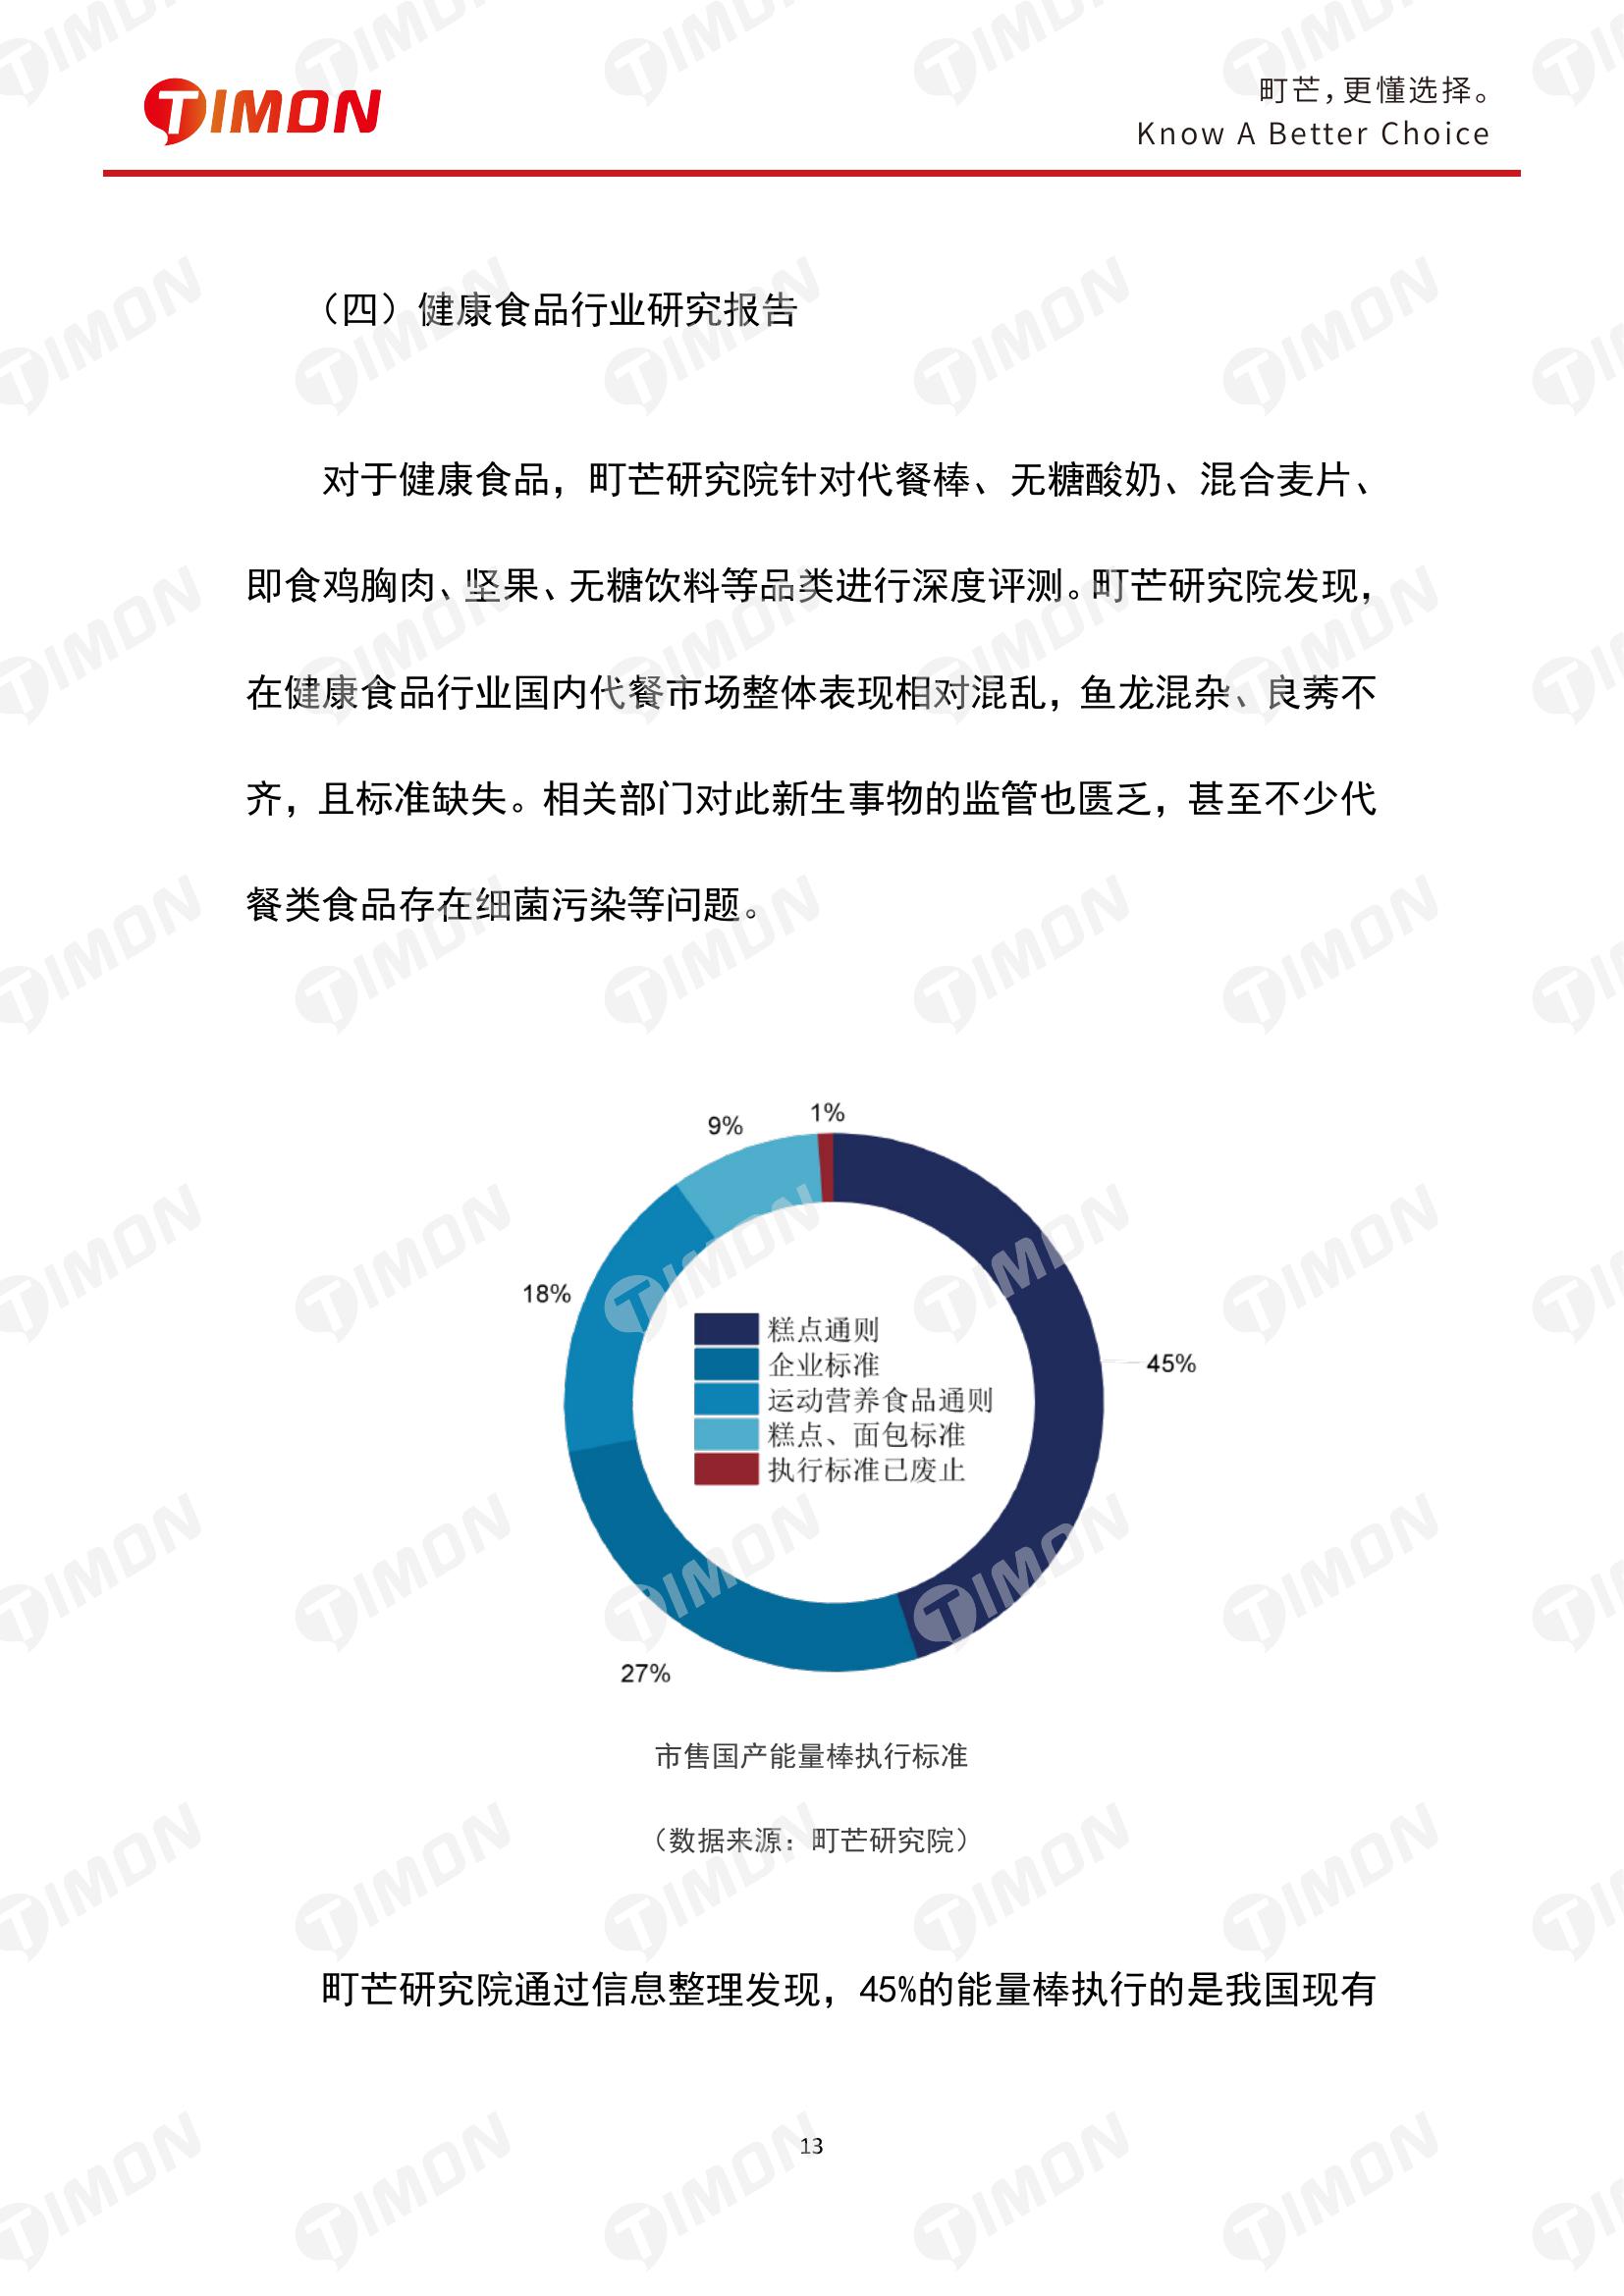 TIMON
町芒，更懂选择。
Know A Better Choice
（四）健康食品行业研究报告
对于健康食品，町芒研究院针对代餐棒、无糖酸奶、混合麦片、
即食鸡胸肉、坚果、无糖饮料等品类进行深度评测。町芒研究院发现，
在健康食品行业国内代餐市场整体表现相对混乱，鱼龙混杂、良莠不
齐，且标准缺失。相关部门对此新生事物的监管也匮乏，甚至不少代
餐类食品存在细菌污染等问题。
1%
9%
18%
45%
27%
糕点通则
企业标准
运动营养食品通则
糕点、面包标准
执行标准已废止
市售国产能量棒执行标准
（数据来源：町芒研究院）
町芒研究院通过信息整理发现，45%的能量棒执行的是我国现有
13